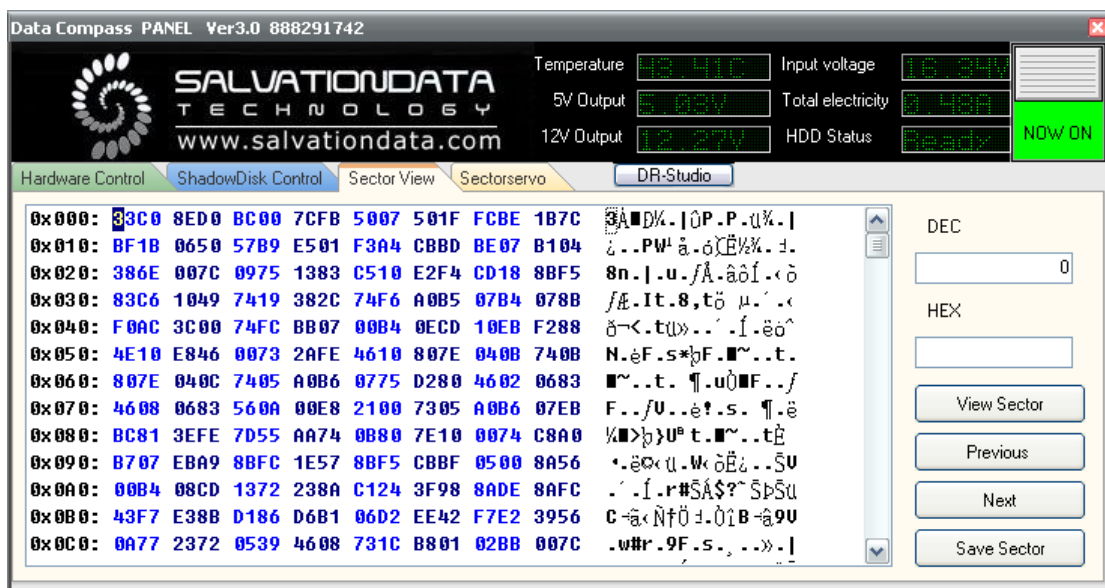 Data Compass PANEL Ver3.0 888291742
SALVATIONDATA
TECHNOLOGY
www.salvationdata.com
Temperature 43.41C Input voltage 16.34V
5V Output 5.03V Total electricity 0.48A
12V Output 12.27V HDD Status Ready
NOW ON
Hardware Control ShadowDisk Control Sector View Sectorservo DR-Studio
0x000: 33C0 8ED0 BC00 7CFB 5007 501F FCBE 1B7C
0x010: BF1B 0650 57B9 E501 F3A4 CBBD BE07 B104
0x020: 386E 007C 0975 1383 C510 E2F4 CD18 8BF5
0x030: 83C6 1049 7419 382C 74F6 A0B5 07B4 078B
0x040: F0AC 3C00 74FC BB07 00B4 0ECD 10EB F288
0x050: 4E10 E846 0073 2AFE 4610 807E 040B 740B
0x060: 807E 040C 7405 A0B6 0775 D280 4602 0683
0x070: 4608 0683 560A 00E8 2100 7305 A0B6 07EB
0x080: BC81 3EFE 7D55 AA74 0B80 7E10 0074 C8A0
0x090: B707 EBA9 8BFC 1E57 8BF5 CBBF 0500 8A56
0x0A0: 00B4 08CD 1372 238A C124 3F98 8ADE 8AFC
0x0B0: 43F7 E38B D186 D6B1 06D2 EE42 F7E2 3956
0x0C0: 0A77 2372 0539 4608 731C B801 02BB 007C
DEC
0
HEX
View Sector
Previous
Next
Save Sector